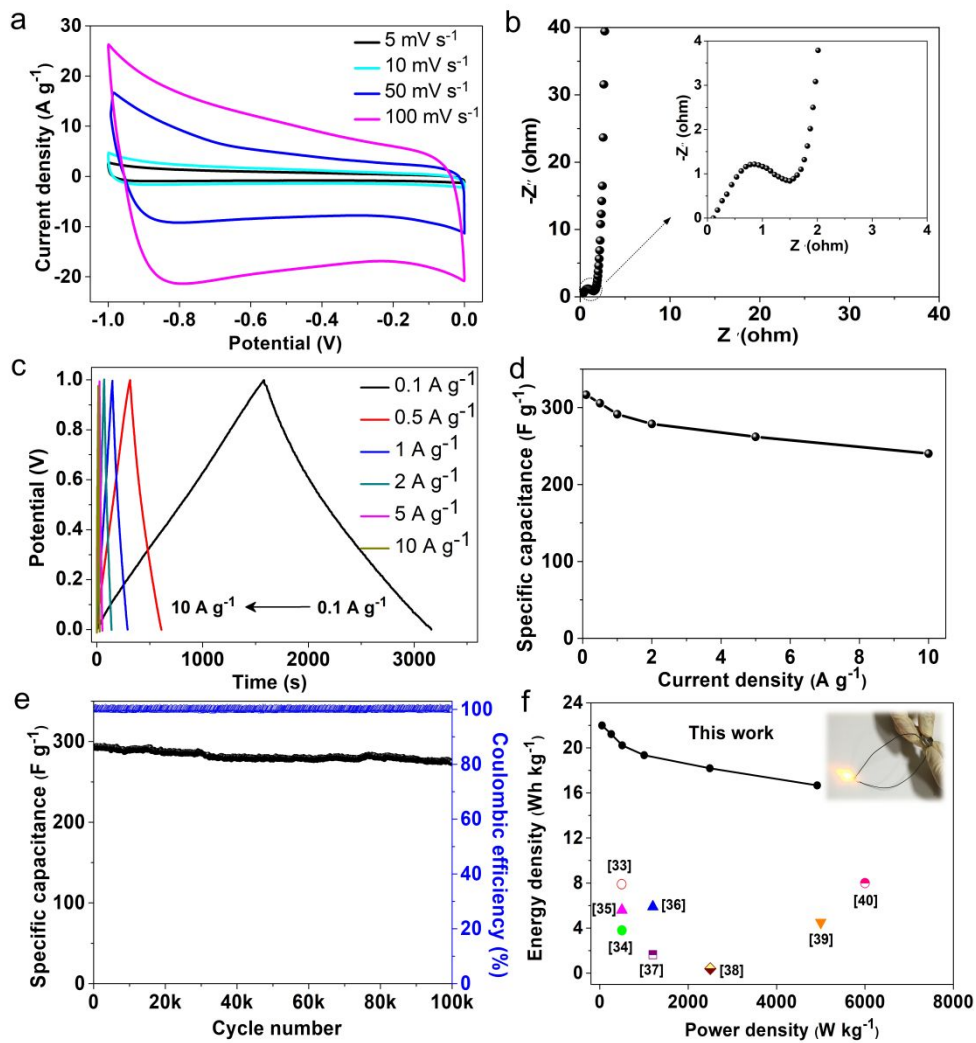 a
30
20
10
0
-10
-20
Current density (A g-1)
5 mV s-1
10 mV s-1
50 mV s-1
100 mV s-1
-1.0 -0.8 -0.6 -0.4 -0.2 0.0
Potential (V)
b
40
30
20
10
0
-Z'' (ohm)
0 10 20 30 40
Z '(ohm)
4
3
2
1
0
-Z'' (ohm)
0 1 2 3 4
Z '(ohm)
c
1.0
0.8
0.6
0.4
0.2
0.0
Potential (V)
0.1 A g-1
0.5 A g-1
1 A g-1
2 A g-1
5 A g-1
10 A g-1
10 A g-1 0.1 A g-1
0 1000 2000 3000
Time (s)
d
300
250
200
150
100
50
0
Specific capacitance (F g-1)
0 2 4 6 8 10
Current density (A g-1)
e
300
200
100
0
Specific capacitance (F g-1)
100
80
60
40
20
0
Coulombic efficiency (%)
0 20k 40k 60k 80k 100k
Cycle number
f
24
20
16
12
8
4
0
Energy density (Wh kg-1)
This work
[33]
[35]
[36]
[34]
[37]
[38]
[39]
[40]
0 2000 4000 6000 8000
Power density (W kg-1)